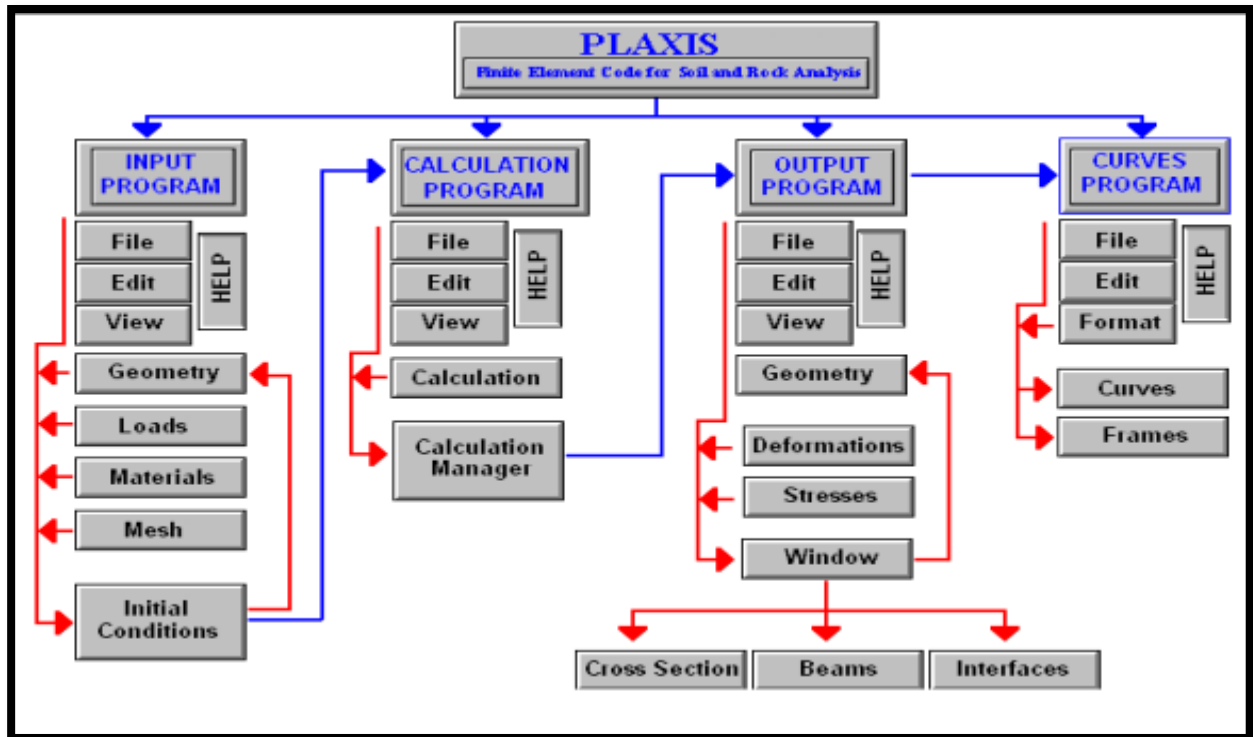 PLAXIS
Finite Element Code for Soil and Rock Analysis
INPUT
PROGRAM
File
Edit
View
HELP
Geometry
Loads
Materials
Mesh
Initial
Conditions
CALCULATION
PROGRAM
File
Edit
View
HELP
Calculation
Calculation
Manager
OUTPUT
PROGRAM
File
Edit
View
HELP
Geometry
Deformations
Stresses
Window
Cross Section
Beams
Interfaces
CURVES
PROGRAM
File
Edit
Format
HELP
Curves
Frames